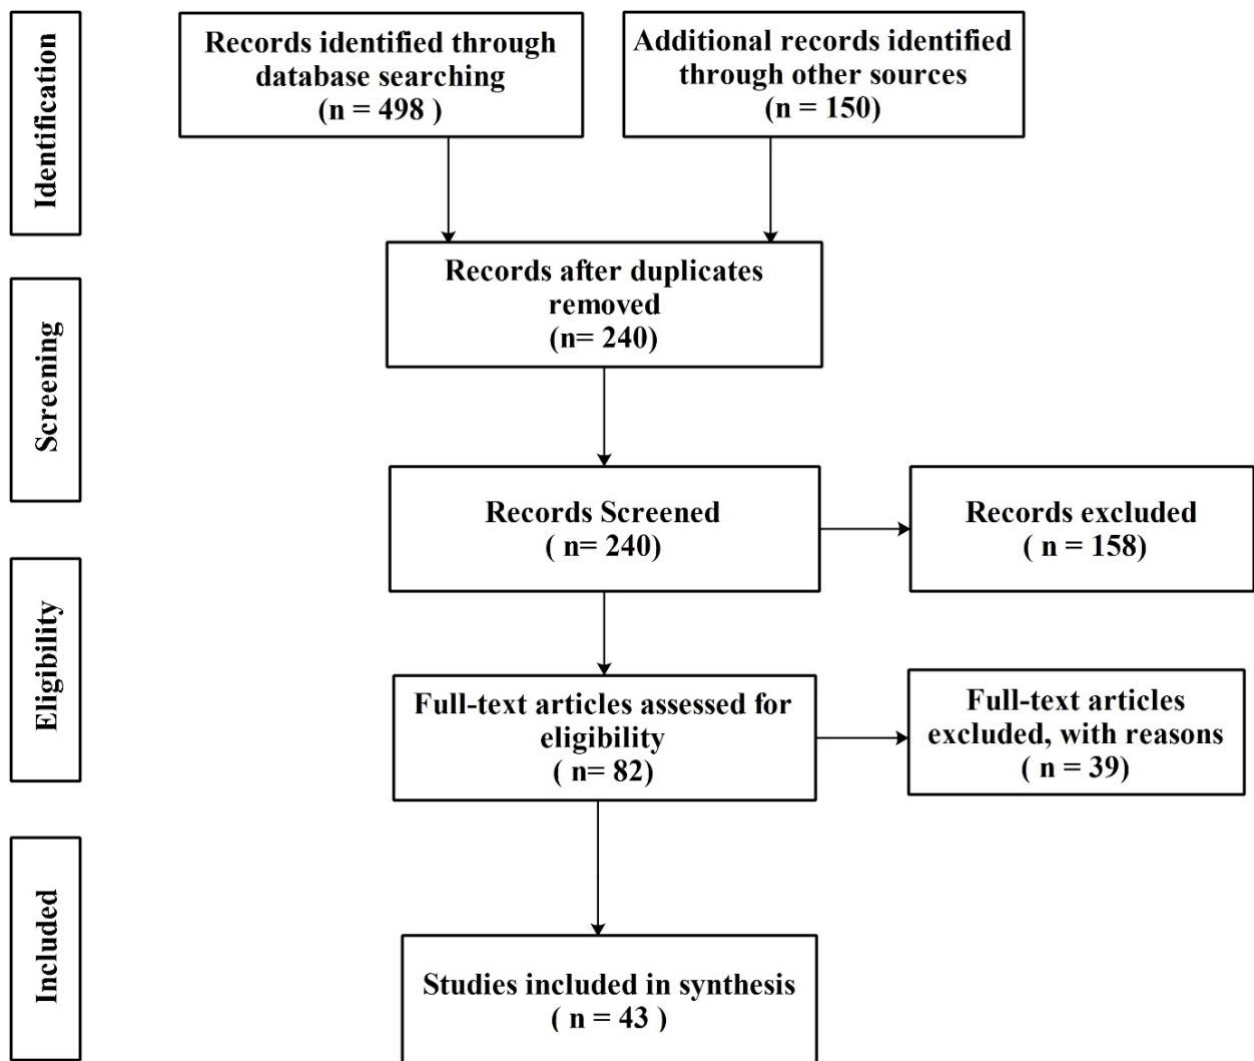 Identification
Records identified through
database searching
(n = 498 )
Additional records identified
through other sources
(n = 150)
Records after duplicates
removed
(n= 240)
Screening
Records Screened
( n= 240)
Records excluded
( n = 158)
Eligibility
Full-text articles assessed for
eligibility
( n= 82)
Full-text articles
excluded, with reasons
( n = 39)
Included
Studies included in synthesis
( n = 43 )